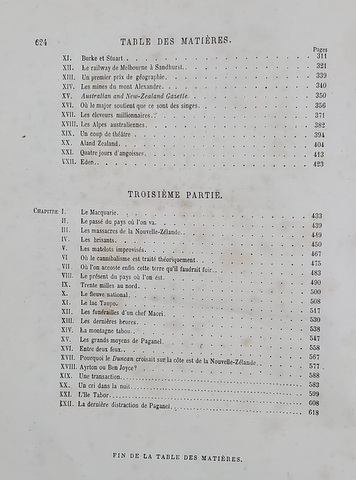 624 TABLE DES MATIÈRES.
Pages
XI. Burke et Stuart 311
XII. Le railway de Melbourne à Sandhurst 321
XIII. Un premier prix de géographie 339
XIV. Les mines du mont Alexandre 340
XV. Australian and New-Zealand Gazette 350
XVI. Où le major soutient que ce sont des singes 356
XVII. Les éleveurs millionnaires 371
XVIII. Les Alpes australiennes 382
XIX. Un coup de théâtre 394
XX. Aland Zealand 404
XXI. Quatre jours d'angoisses 413
XXII. Eden 423
TROISIÈME PARTIE.
CHAPITRE I. Le Macquarie 433
II. Le passé du pays où l'on va 439
III. Les massacres de la Nouvelle-Zélande 449
IV. Les brisants 459
V. Les matelots improvisés 467
VI Où le cannibalisme est traité théoriquement 475
VII Où l'on accoste enfin cette terre qu'il faudrait fuir 483
VIII. Le présent du pays où l'on est 490
IX. Trente milles au nord 500
X. Le fleuve national 508
XI. Le lac Taupo 517
XII. Les funérailles d'un chef Maori 530
XIII. Les dernières heures 538
XIV. La montagne tabou 547
XV. Les grands moyens de Paganel 558
XVI. Entre deux feux 567
XVII. Pourquoi le Duncan croisait sur la côte est de la Nouvelle-Zélande 577
XVIII. Ayrton ou Ben Joyce? 588
XIX. Une transaction 583
XX. Un cri dans la nuit 599
XXI. L'île Tabor 608
XXII. La dernière distraction de Paganel 618
FIN DE LA TABLE DES MATIÈRES.